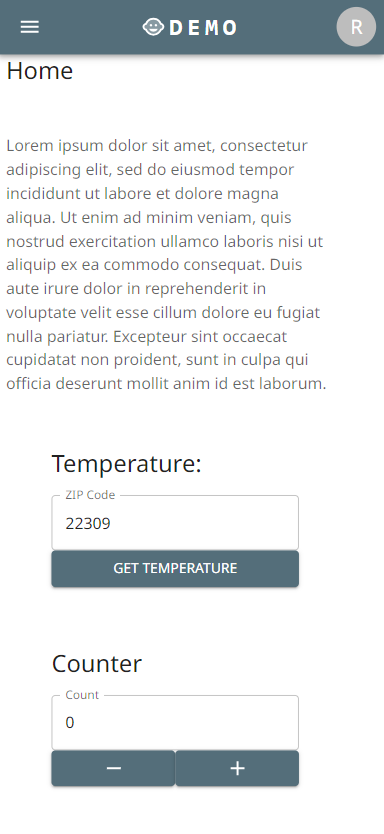 DEMO
R
Home
Lorem ipsum dolor sit amet, consectetur
adipiscing elit, sed do eiusmod tempor
incididunt ut labore et dolore magna
aliqua. Ut enim ad minim veniam, quis
nostrud exercitation ullamco laboris nisi ut
aliquip ex ea commodo consequat. Duis
aute irure dolor in reprehenderit in
voluptate velit esse cillum dolore eu fugiat
nulla pariatur. Excepteur sint occaecat
cupidatat non proident, sunt in culpa qui
officia deserunt mollit anim id est laborum.
Temperature:
ZIP Code
22309
GET TEMPERATURE
Counter
Count
0
− +